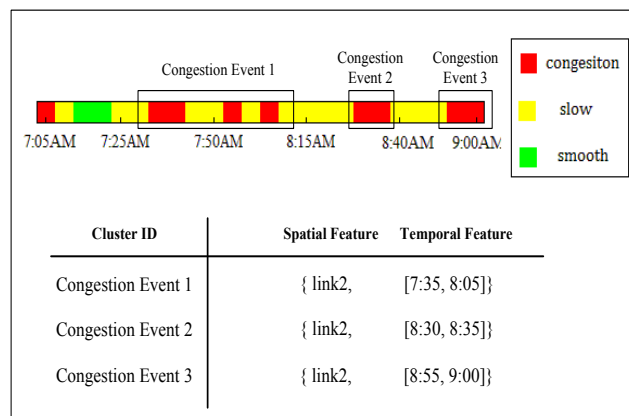 Congestion Event 1
Congestion
Event 2
Congestion
Event 3
7:05AM 7:25AM 7:50AM 8:15AM 8:40AM 9:00AM
congesiton
slow
smooth
Cluster ID Spatial Feature Temporal Feature
Congestion Event 1 { link2, [7:35, 8:05]}
Congestion Event 2 { link2, [8:30, 8:35]}
Congestion Event 3 { link2, [8:55, 9:00]}